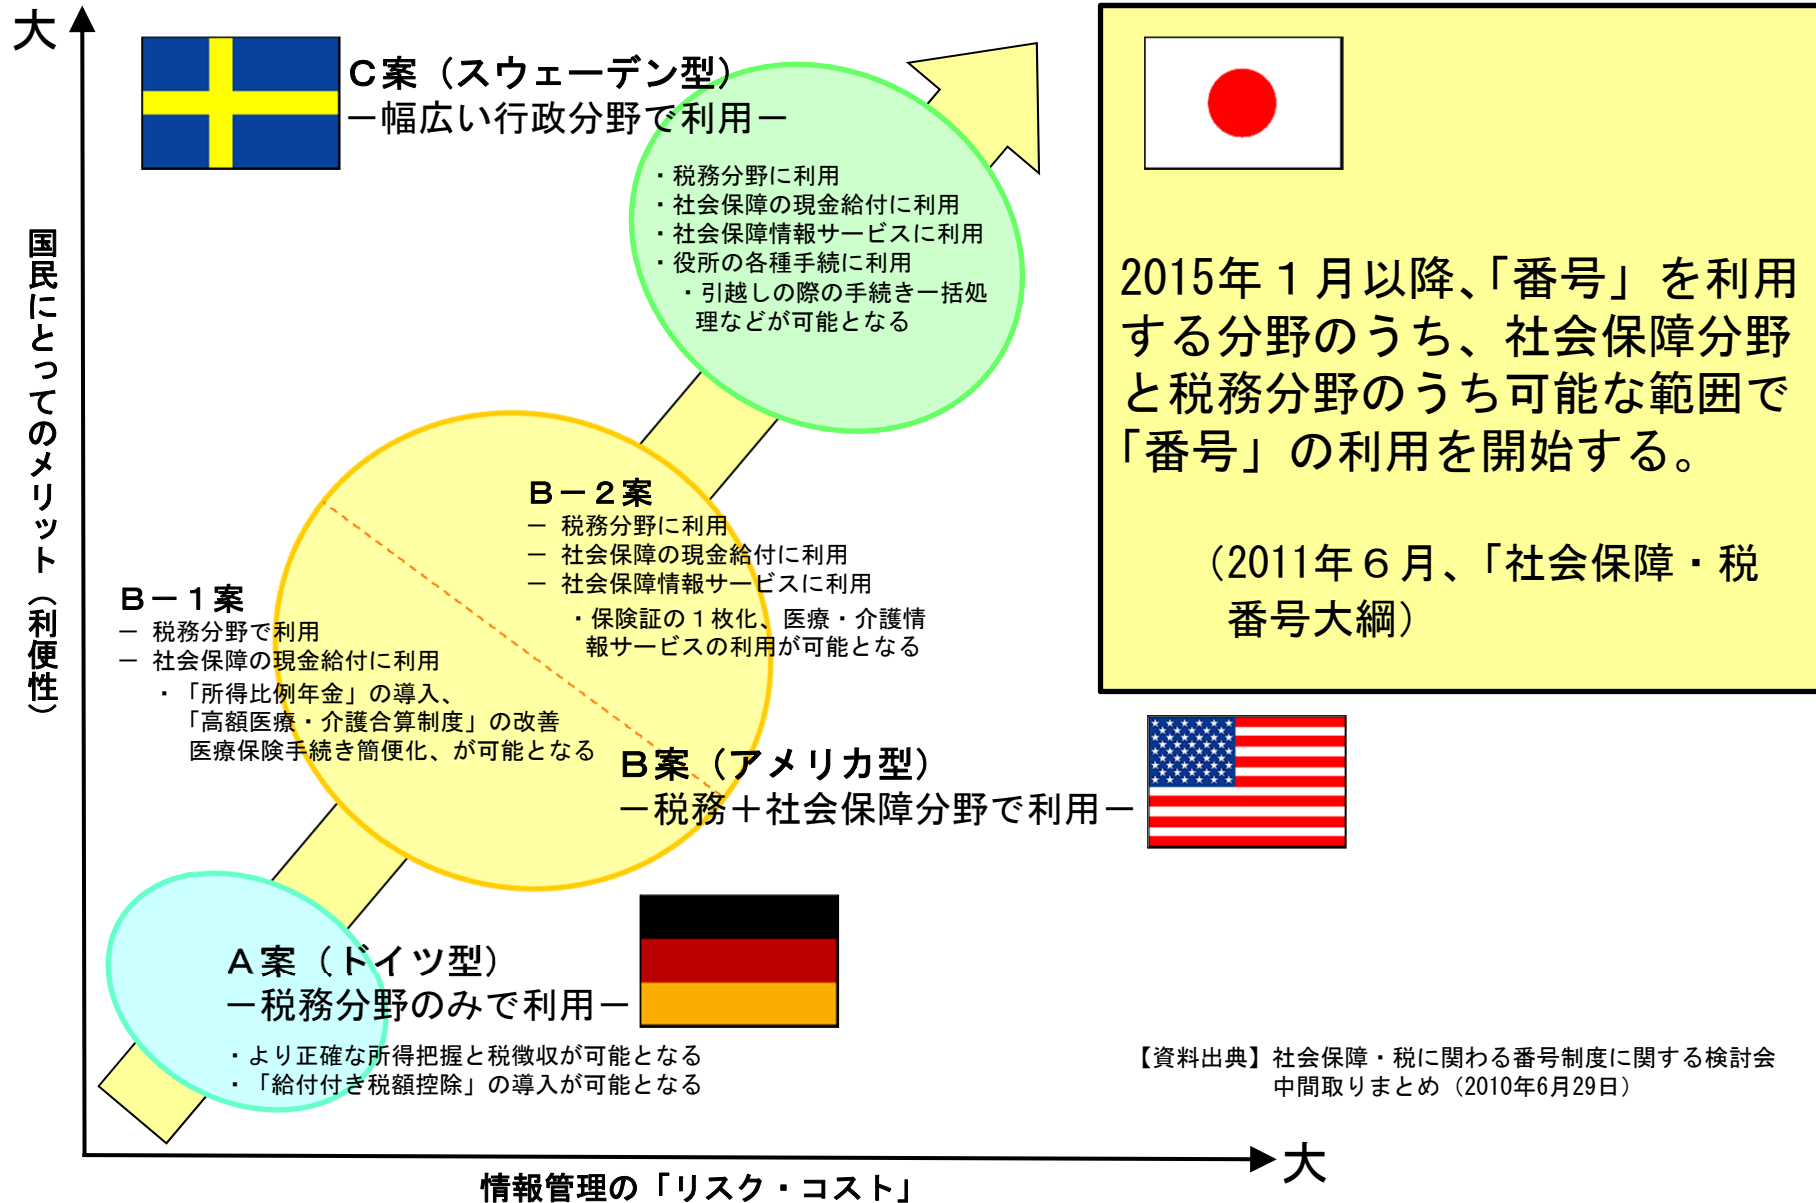 大
国民にとってのメリット（利便性）
Ｃ案（スウェーデン型）
－幅広い行政分野で利用－
・税務分野に利用
・社会保障の現金給付に利用
・社会保障情報サービスに利用
・役所の各種手続に利用
・引越しの際の手続き一括処
理などが可能となる
Ｂ－２案
－ 税務分野に利用
－ 社会保障の現金給付に利用
－ 社会保障情報サービスに利用
・保険証の１枚化、医療・介護情
報サービスの利用が可能となる
Ｂ－１案
－ 税務分野で利用
－ 社会保障の現金給付に利用
・「所得比例年金」の導入、
「高額医療・介護合算制度」の改善
医療保険手続き簡便化、が可能となる
Ｂ案（アメリカ型）
－税務＋社会保障分野で利用－
Ａ案（ドイツ型）
－税務分野のみで利用－
・より正確な所得把握と税徴収が可能となる
・「給付付き税額控除」の導入が可能となる
2015年１月以降、「番号」を利用
する分野のうち、社会保障分野
と税務分野のうち可能な範囲で
「番号」の利用を開始する。
（2011年６月、「社会保障・税
番号大綱）
【資料出典】社会保障・税に関わる番号制度に関する検討会
中間取りまとめ（2010年6月29日）
大
情報管理の「リスク・コスト」